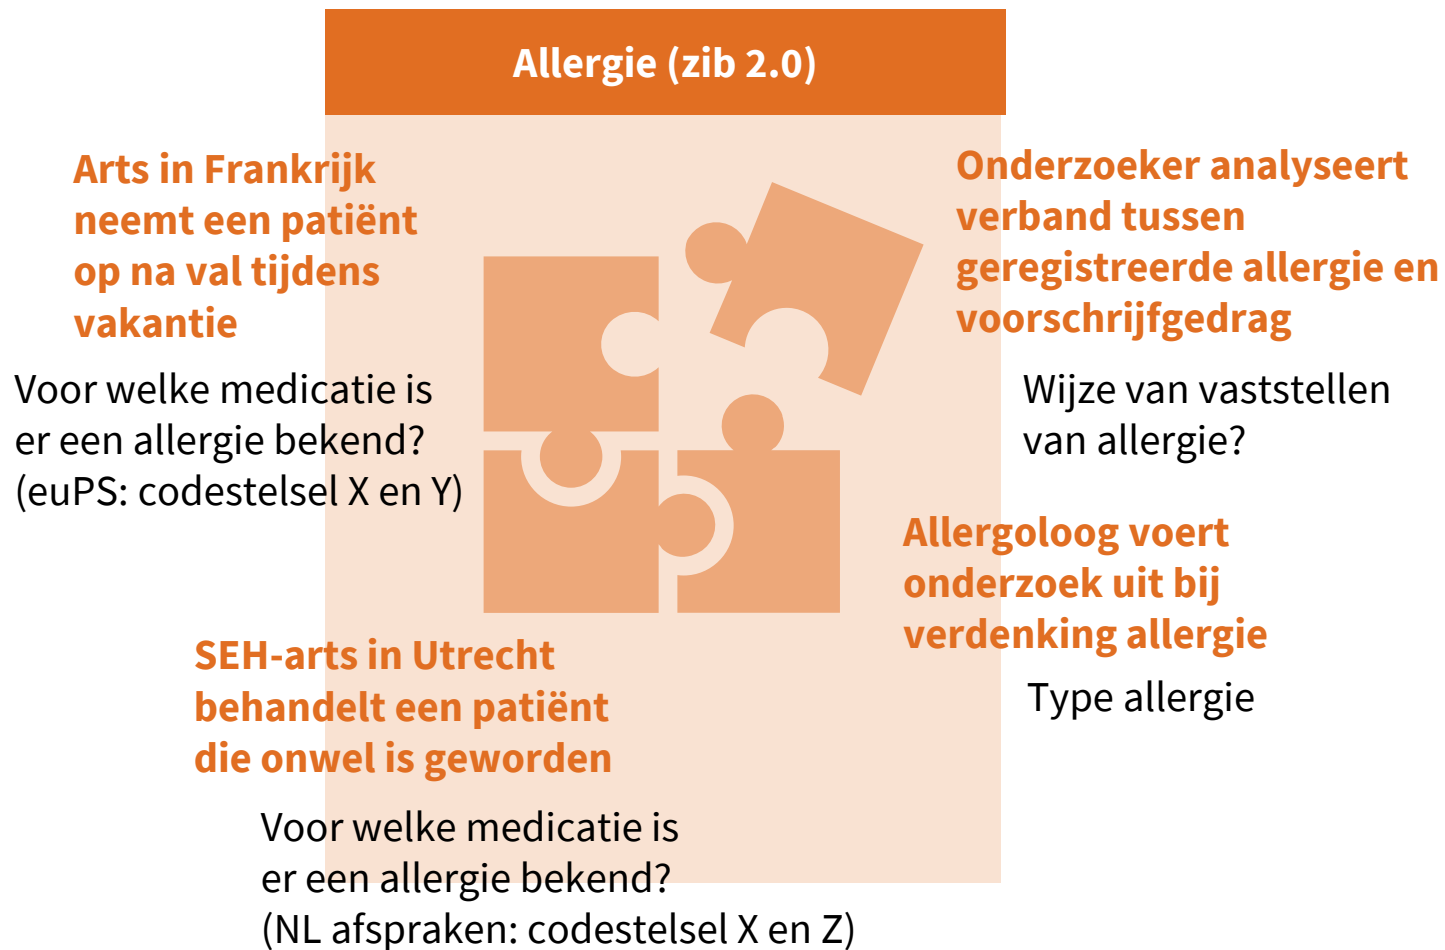 Allergie (zib 2.0)
Arts in Frankrijk
neemt een patiënt
op na val tijdens
vakantie
Voor welke medicatie is
er een allergie bekend?
(euPS: codestelsel X en Y)
Onderzoeker analyseert
verband tussen
geregistreerde allergie en
voorschrijfgedrag
Wijze van vaststellen
van allergie?
Allergoloog voert
onderzoek uit bij
verdenking allergie
Type allergie
SEH-arts in Utrecht
behandelt een patiënt
die onwel is geworden
Voor welke medicatie is
er een allergie bekend?
(NL afspraken: codestelsel X en Z)